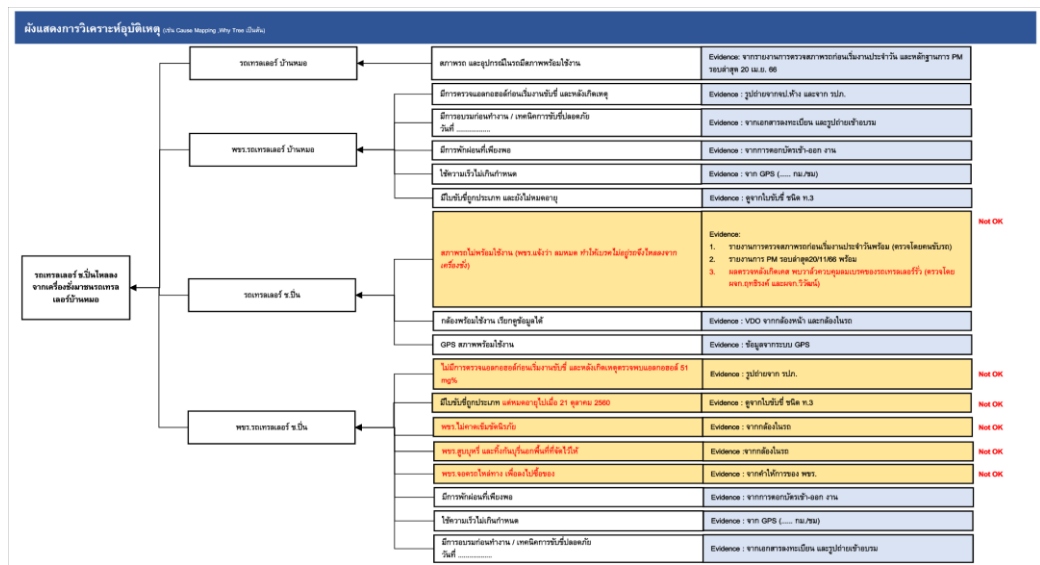 ผังแสดงการวิเคราะห์อุบัติเหตุ (เช่น Cause Mapping ,Why Tree เป็นต้น)
รถเทรลเลอร์ บ้านหมอ
สภาพรถ และอุปกรณ์ในรถมีสภาพพร้อมใช้งาน
Evidence: จากรายงานการตรวจสภาพรถก่อนเริ่มงานประจำวัน และหลักฐานการ PM
รอบล่าสุด 20 เม.ย. 66
พขร.รถเทรลเลอร์ บ้านหมอ
มีการตรวจแอลกอฮอล์ก่อนเริ่มงานขับขี่ และหลังเกิดเหตุ
Evidence : รูปถ่ายจากจป.ห้าง และจาก รปภ.
มีการอบรมก่อนทำงาน / เทคนิคการขับขี่ปลอดภัย
วันที่ ................
Evidence : จากเอกสารลงทะเบียน และรูปถ่ายเข้าอบรม
มีการพักผ่อนที่เพียงพอ
Evidence : จากการตอกบัตรเข้า-ออก งาน
ใช้ความเร็วไม่เกินกำหนด
Evidence : จาก GPS (..... กม./ชม)
มีใบขับขี่ถูกประเภท และยังไม่หมดอายุ
Evidence : ดูจากใบขับขี่ ชนิด ท.3
รถเทรลเลอร์ ช.ปิ่นไหลลง
จากเครื่องชั่งมาชนรถเทรล
เลอร์บ้านหมอ
รถเทรลเลอร์ ช.ปิ่น
สภาพรถไม่พร้อมใช้งาน (พขร.แจ้งว่า ลมหมด ทำให้เบรคไม่อยู่รถจึงไหลลงจาก
เครื่องชั่ง)
Evidence:
1. รายงานการตรวจสภาพรถก่อนเริ่มงานประจำวันพร้อม (ตรวจโดยคนขับรถ)
2. รายงานการ PM รอบล่าสุด20/11/66 พร้อม
3. ผลตรวจหลังเกิดเคส พบวาล์วควบคุมลมเบรคของรถเทรลเลอร์รั่ว (ตรวจโดย
ผจก.ฤทธิรงค์ และผจก.วิวัฒน์)
Not OK
กล้องพร้อมใช้งาน เรียกดูข้อมูลได้
Evidence : VDO จากกล้องหน้า และกล้องในรถ
GPS สภาพพร้อมใช้งาน
Evidence : ข้อมูลจากระบบ GPS
พขร.รถเทรลเลอร์ ช.ปิ่น
ไม่มีการตรวจแอลกอฮอล์ก่อนเริ่มงานขับขี่ และหลังเกิดเหตุตรวจพบแอลกอฮอล์ 51
mg%
Evidence : รูปถ่ายจาก รปภ.
Not OK
มีใบขับขี่ถูกประเภท แต่หมดอายุไปเมื่อ 21 ตุลาคม 2560
Evidence : ดูจากใบขับขี่ ชนิด ท.3
Not OK
พขร.ไม่คาดเข็มขัดนิรภัย
Evidence : จากกล้องในรถ
Not OK
พขร.สูบบุหรี่ และทิ้งก้นบุรี่นอกพื้นที่ที่จัดไว้ให้
Evidence :จากกล้องในรถ
Not OK
พขร.จอดรถไหล่ทาง เพื่อลงไปซื้อของ
Evidence : จากคำให้การของ พขร.
Not OK
มีการพักผ่อนที่เพียงพอ
Evidence : จากการตอกบัตรเข้า-ออก งาน
ใช้ความเร็วไม่เกินกำหนด
Evidence : จาก GPS (..... กม./ชม)
มีการอบรมก่อนทำงาน / เทคนิคการขับขี่ปลอดภัย
วันที่ ................
Evidence : จากเอกสารลงทะเบียน และรูปถ่ายเข้าอบรม